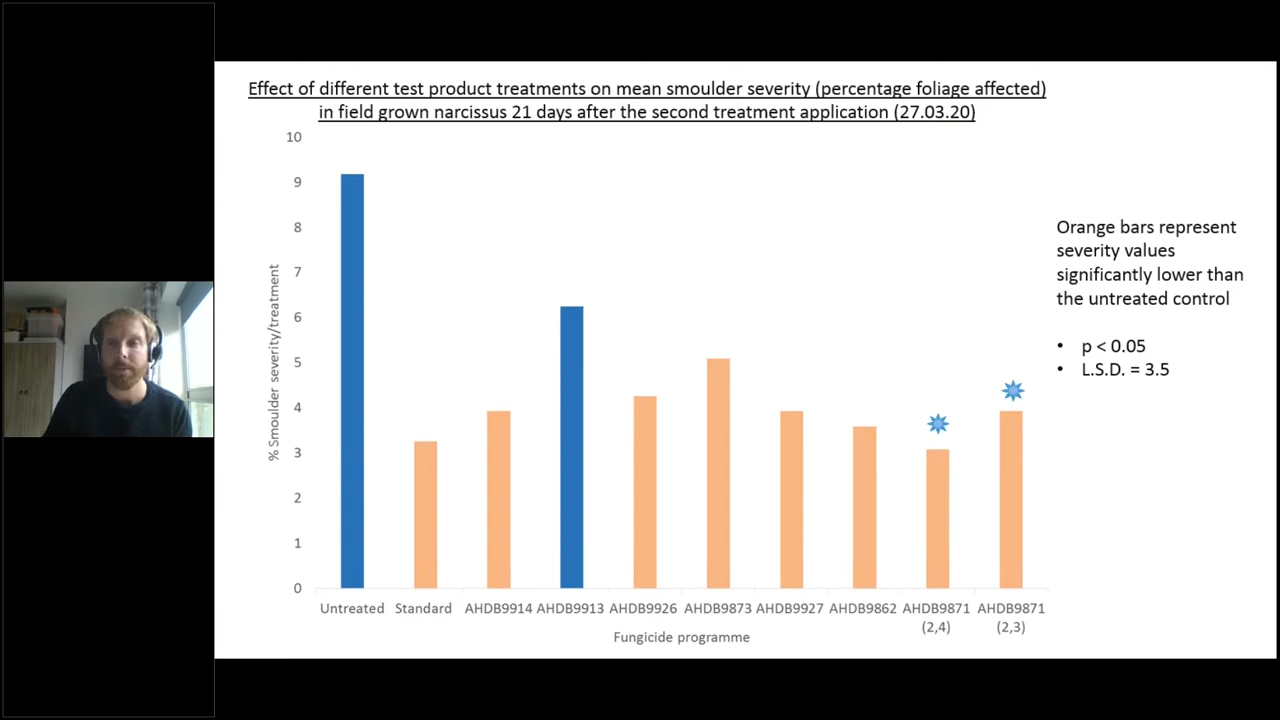 Effect of different test product treatments on mean smoulder severity (percentage foliage affected)
in field grown narcissus 21 days after the second treatment application (27.03.20)
10
9
8
7
6
5
4
3
2
1
0
% Smoulder severity/treatment
Untreated Standard AHDB9914 AHDB9913 AHDB9926 AHDB9873 AHDB9927 AHDB9862 AHDB9871 AHDB9871
(2,4) (2,3)
Fungicide programme
Orange bars represent
severity values
significantly lower than
the untreated control
• p < 0.05
• L.S.D. = 3.5